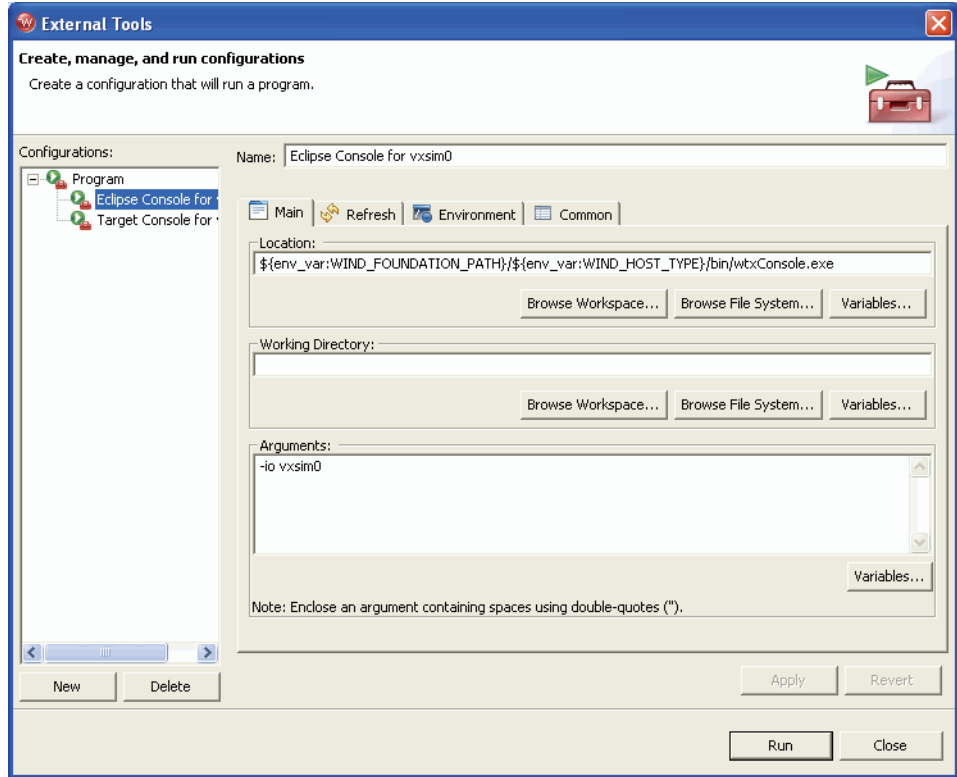 External Tools
Create, manage, and run configurations
Create a configuration that will run a program.
Configurations:
Program
Eclipse Console for
Target Console for
Name: Eclipse Console for vxsim0
Main Refresh Environment Common
Location:
${env_var:WIND_FOUNDATION_PATH}/${env_var:WIND_HOST_TYPE}/bin/wtxConsole.exe
Browse Workspace... Browse File System... Variables...
Working Directory:
Browse Workspace... Browse File System... Variables...
Arguments:
-io vxsim0
Variables...
Note: Enclose an argument containing spaces using double-quotes (").
New Delete
Apply Revert
Run Close